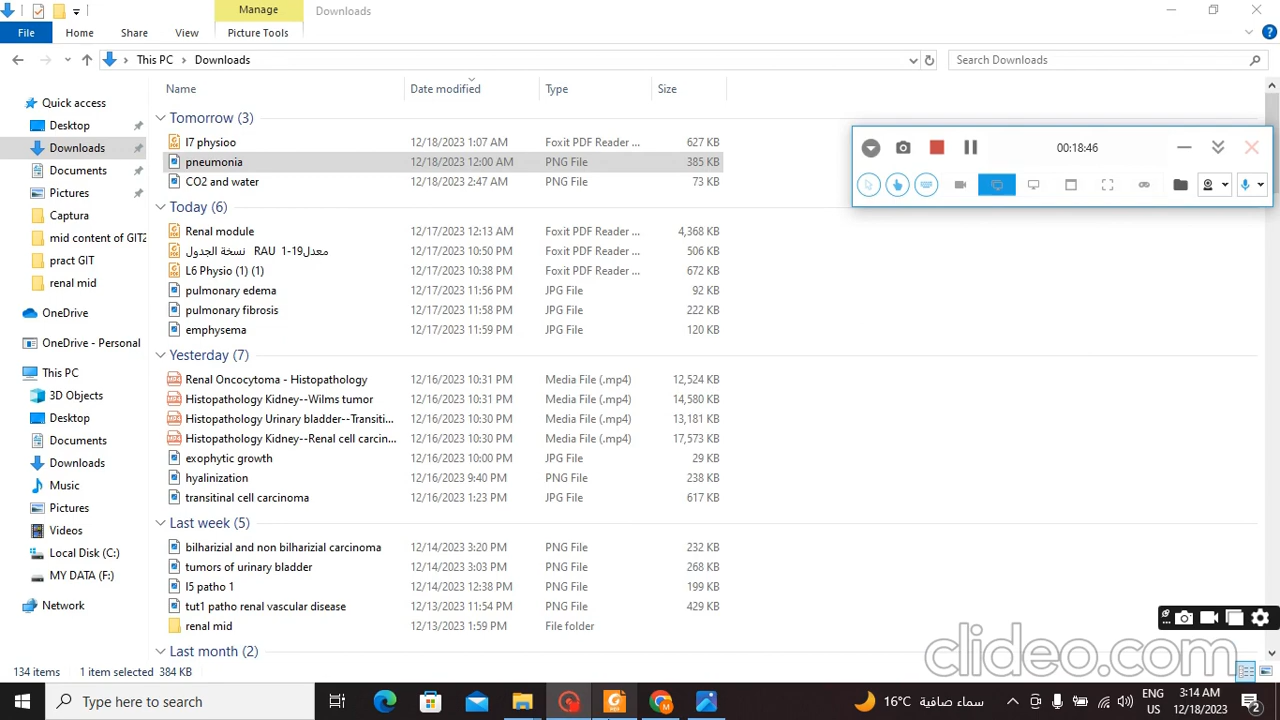 Manage
Downloads
File
Home
Share
View
Picture Tools
This PC
Downloads
Search Downloads
Name
Date modified
Type
Size
Quick access
Desktop
Downloads
Documents
Pictures
Captura
mid content of GIT2
pract GIT
renal mid
OneDrive
OneDrive - Personal
This PC
3D Objects
Desktop
Documents
Downloads
Music
Pictures
Videos
Local Disk (C:)
MY DATA (F:)
Network
Tomorrow (3)
l7 physioo 12/18/2023 1:07 AM Foxit PDF Reader ... 627 KB
pneumonia 12/18/2023 12:00 AM PNG File 385 KB
CO2 and water 12/18/2023 2:47 AM PNG File 73 KB
Today (6)
Renal module 12/17/2023 12:13 AM Foxit PDF Reader ... 4,368 KB
نسخة الجدول RAU 1-19معدل 12/17/2023 10:50 PM Foxit PDF Reader ... 506 KB
L6 Physio (1) (1) 12/17/2023 10:38 PM Foxit PDF Reader ... 672 KB
pulmonary edema 12/17/2023 11:56 PM JPG File 92 KB
pulmonary fibrosis 12/17/2023 11:58 PM JPG File 222 KB
emphysema 12/17/2023 11:59 PM JPG File 120 KB
Yesterday (7)
Renal Oncocytoma - Histopathology 12/16/2023 10:31 PM Media File (.mp4) 12,524 KB
Histopathology Kidney--Wilms tumor 12/16/2023 10:31 PM Media File (.mp4) 14,580 KB
Histopathology Urinary bladder--Transiti... 12/16/2023 10:30 PM Media File (.mp4) 13,181 KB
Histopathology Kidney--Renal cell carcin... 12/16/2023 10:30 PM Media File (.mp4) 17,573 KB
exophytic growth 12/16/2023 10:00 PM JPG File 29 KB
hyalinization 12/16/2023 9:40 PM PNG File 238 KB
transitinal cell carcinoma 12/16/2023 1:23 PM JPG File 617 KB
Last week (5)
bilharizial and non bilharizial carcinoma 12/14/2023 3:20 PM PNG File 232 KB
tumors of urinary bladder 12/14/2023 3:03 PM PNG File 268 KB
l5 patho 1 12/14/2023 12:38 PM PNG File 199 KB
tut1 patho renal vascular disease 12/13/2023 11:54 PM PNG File 429 KB
renal mid 12/13/2023 1:59 PM File folder
Last month (2)
00:18:46
clideo.com
134 items 1 item selected 384 KB
Type here to search
16°C سماء صافية
ENG
US
3:14 AM
12/18/2023
2